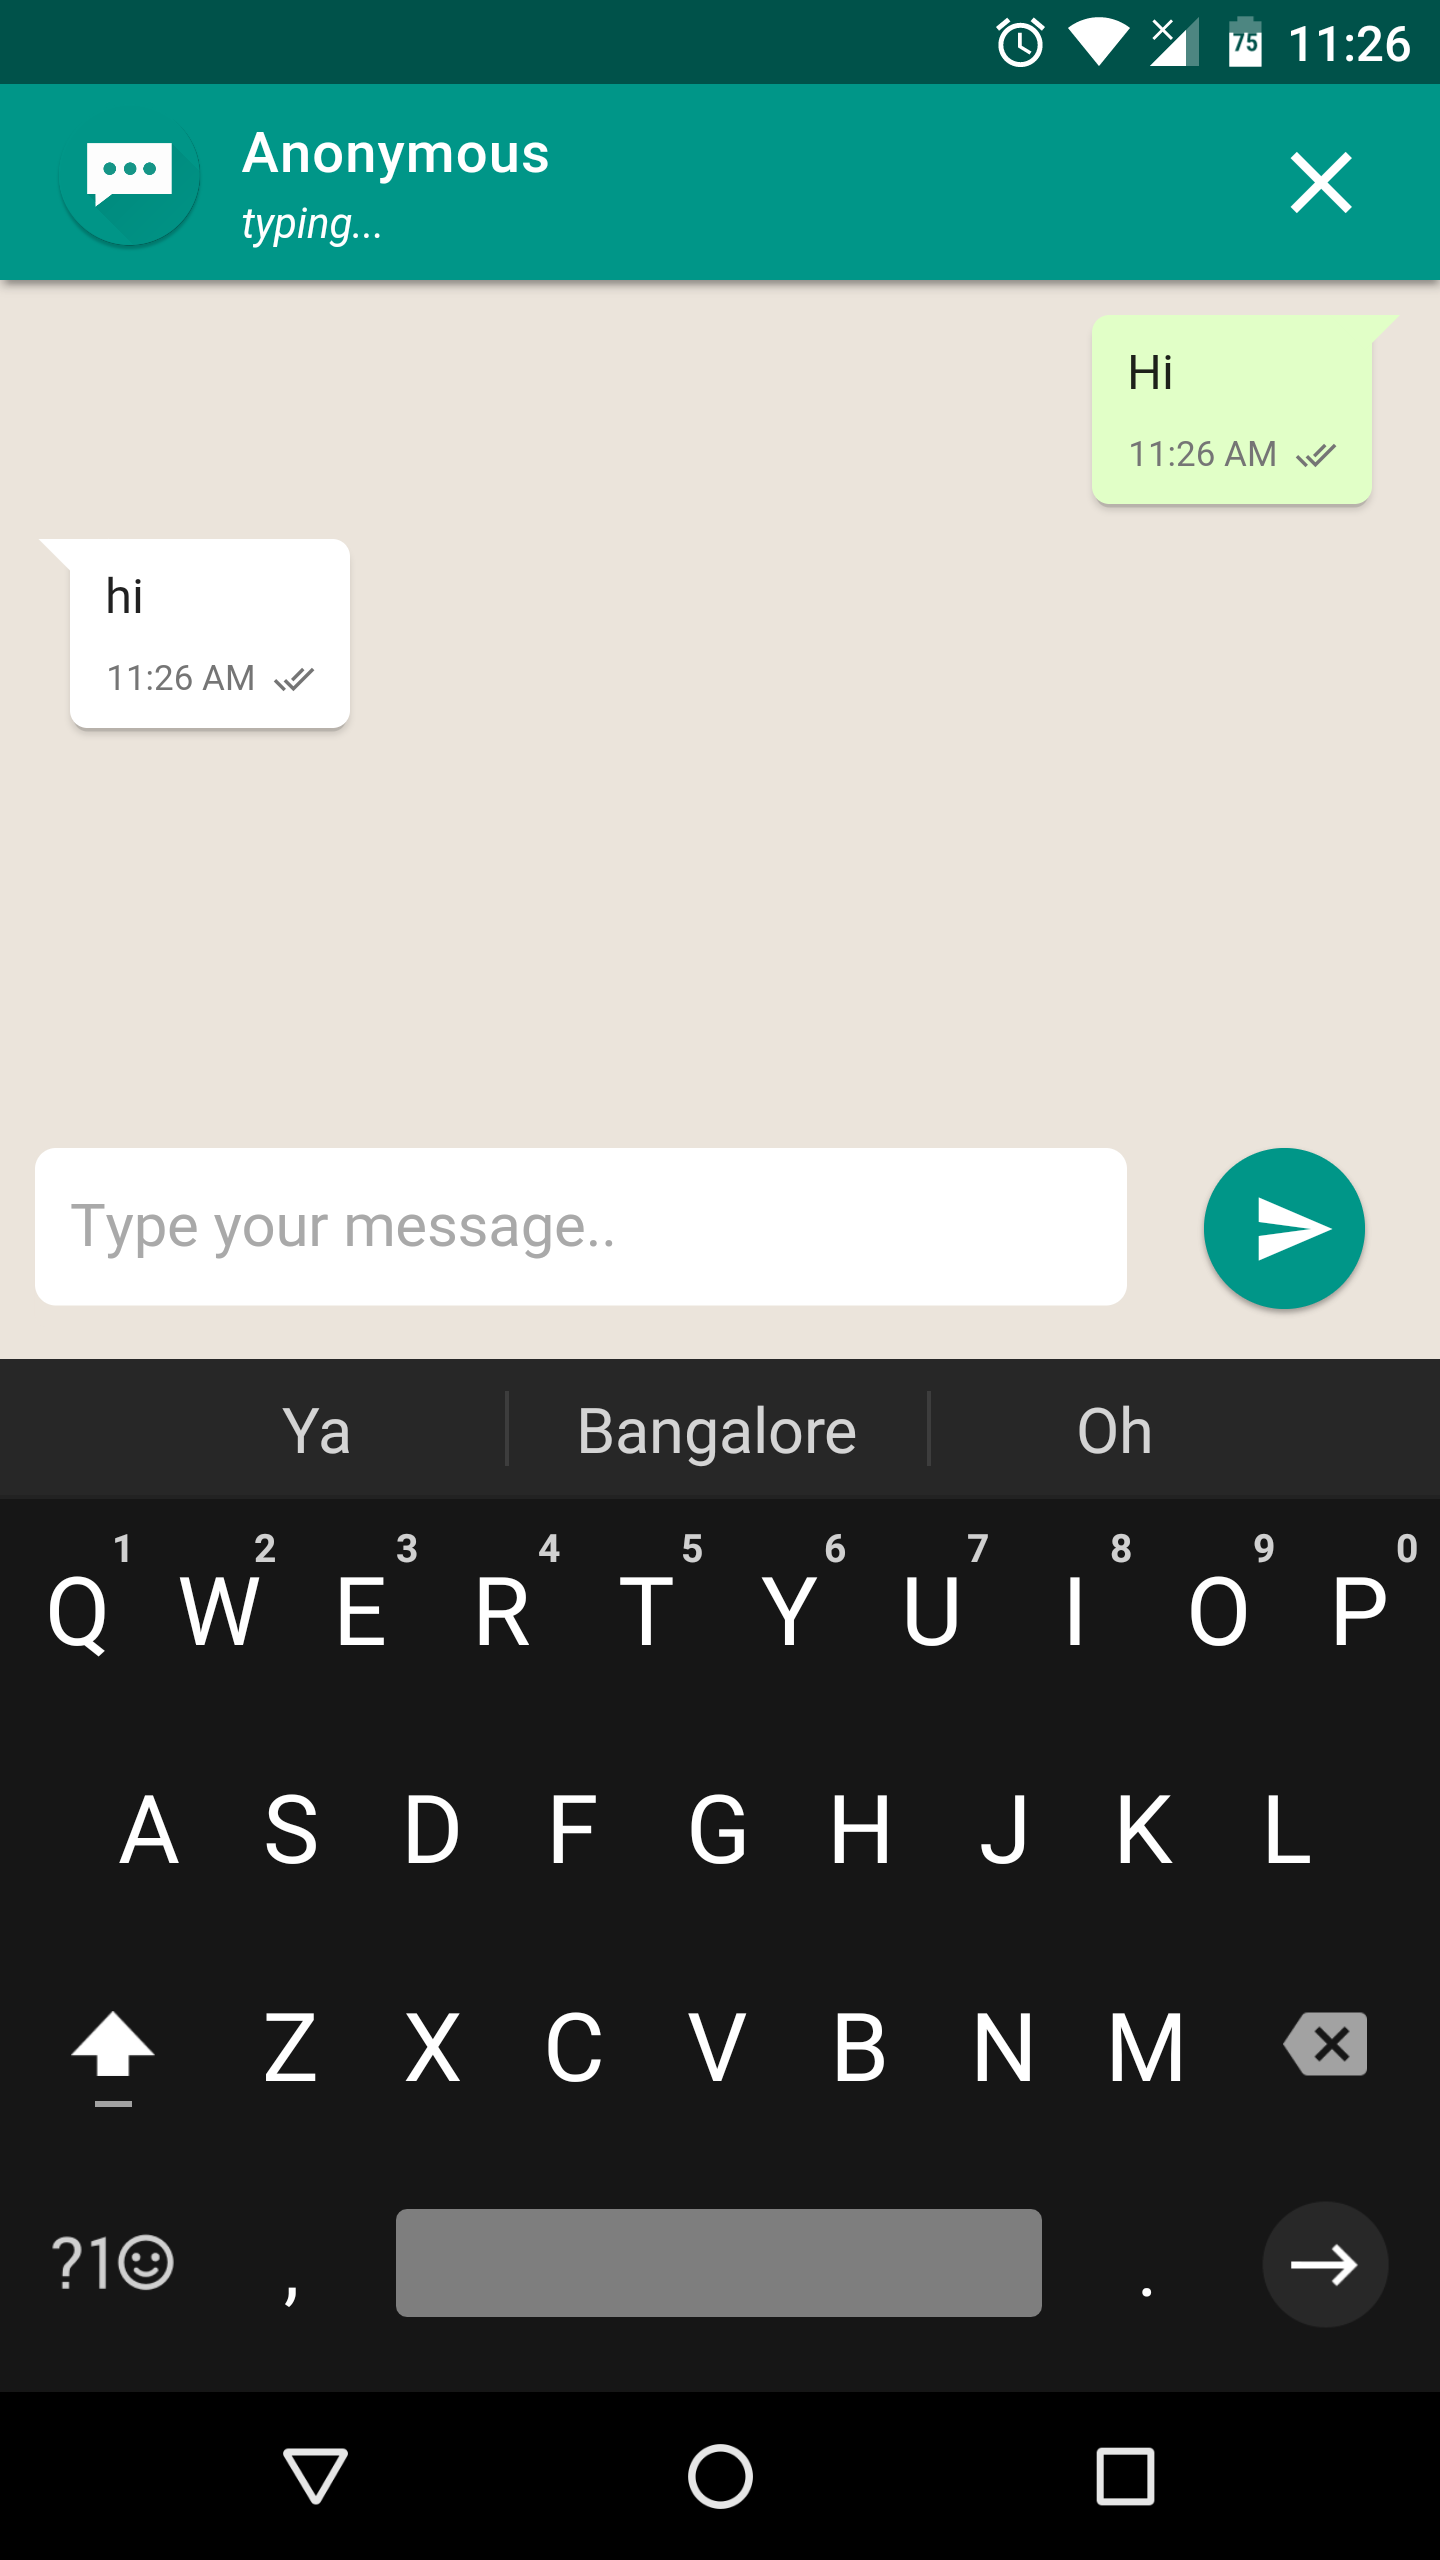 75 11:26
Anonymous
typing...
Hi
11:26 AM
hi
11:26 AM
Type your message..
Ya Bangalore Oh
1 2 3 4 5 6 7 8 9 0
Q W E R T Y U I O P
A S D F G H J K L
Z X C V B N M
?1☺ , .